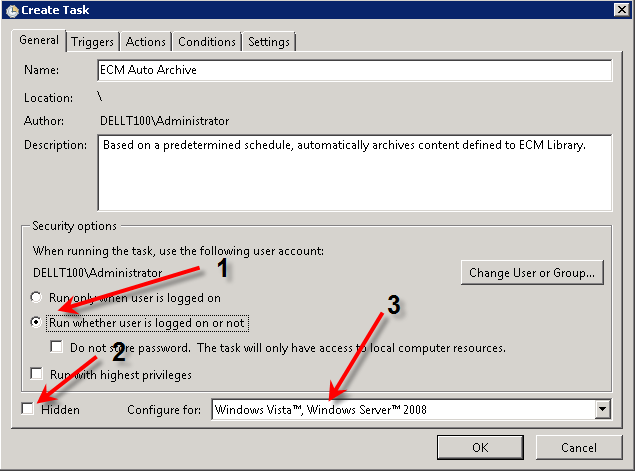 Create Task
General Triggers Actions Conditions Settings
Name: ECM Auto Archive
Location: \
Author: DELLT100\Administrator
Description: Based on a predetermined schedule, automatically archives content defined to ECM Library.
Security options
When running the task, use the following user account:
1
DELLT100\Administrator Change User or Group...
Run only when user is logged on
3
Run whether user is logged on or not
Do not store password. The task will only have access to local computer resources.
2
Run with highest privileges
Hidden Configure for: Windows Vista™, Windows Server™ 2008
OK Cancel